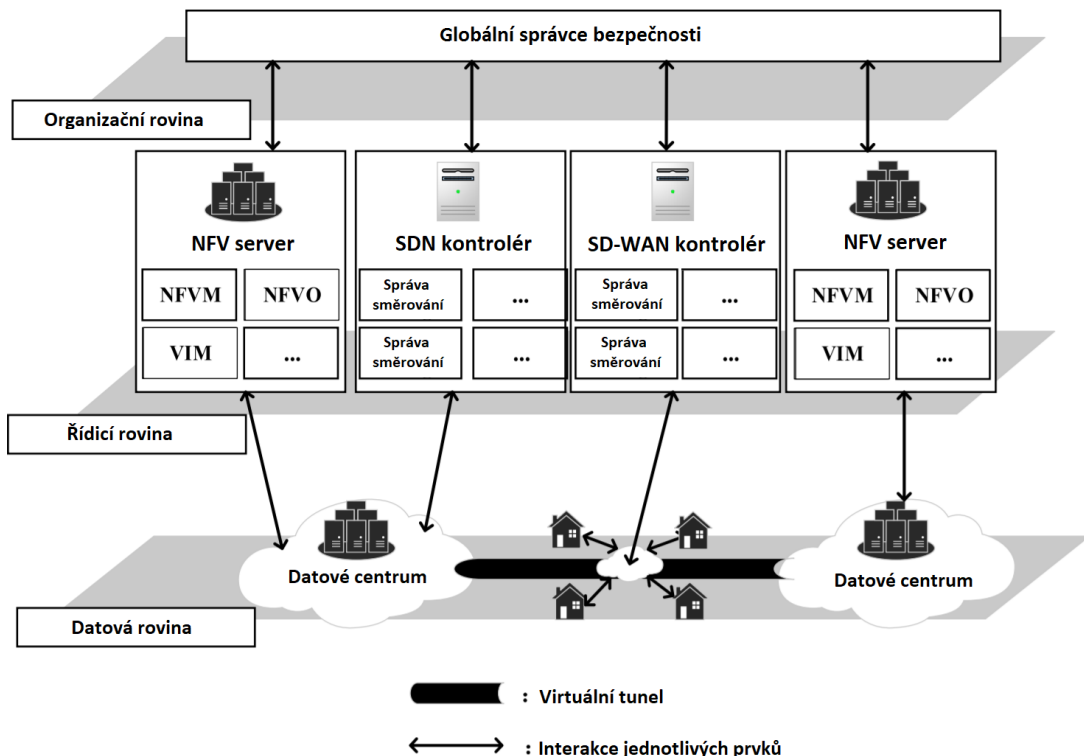 Globální správce bezpečnosti
Organizační rovina
NFV server
SDN kontrolér
SD-WAN kontrolér
NFV server
NFVM
NFVO
VIM
...
Správa
směrování
...
Správa
směrování
...
Správa
směrování
...
Správa
směrování
...
NFVM
NFVO
VIM
...
Řídicí rovina
Datové centrum
Datové centrum
Datová rovina
: Virtuální tunel
: Interakce jednotlivých prvků